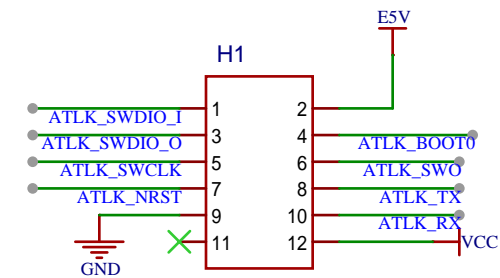 E5V
H1
ATLK_SWDIO_I 1 2
ATLK_SWDIO_O 3 4 ATLK_BOOT0
ATLK_SWCLK 5 6 ATLK_SWO
ATLK_NRST 7 8 ATLK_TX
9 10 ATLK_RX
11 12 VCC
GND